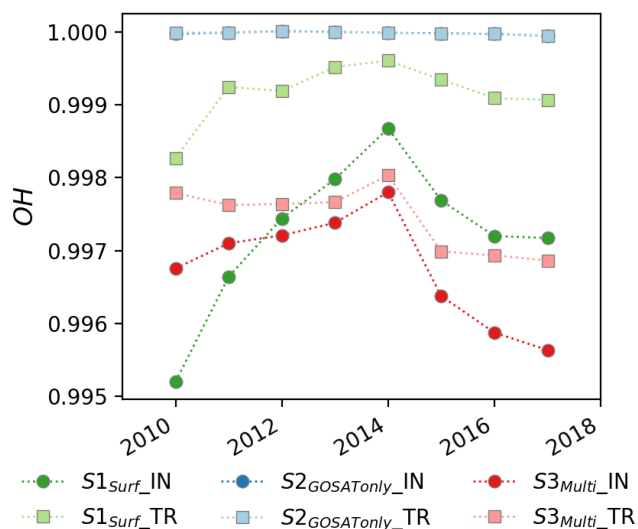 1.000
0.999
0.998
0.997
0.996
0.995
OH
2010 2012 2014 2016 2018
S1Surf_IN S2GOSATonly_IN S3Multi_IN
S1Surf_TR S2GOSATonly_TR S3Multi_TR